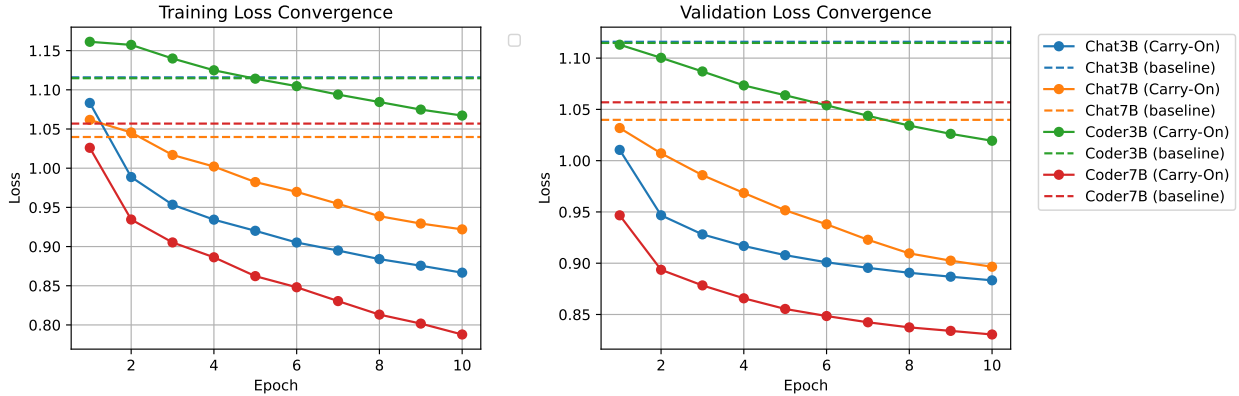 Training Loss Convergence
Loss
1.15
1.10
1.05
1.00
0.95
0.90
0.85
0.80
2 4 6 8 10
Epoch
Validation Loss Convergence
Loss
1.10
1.05
1.00
0.95
0.90
0.85
2 4 6 8 10
Epoch
Chat3B (Carry-On)
Chat3B (baseline)
Chat7B (Carry-On)
Chat7B (baseline)
Coder3B (Carry-On)
Coder3B (baseline)
Coder7B (Carry-On)
Coder7B (baseline)